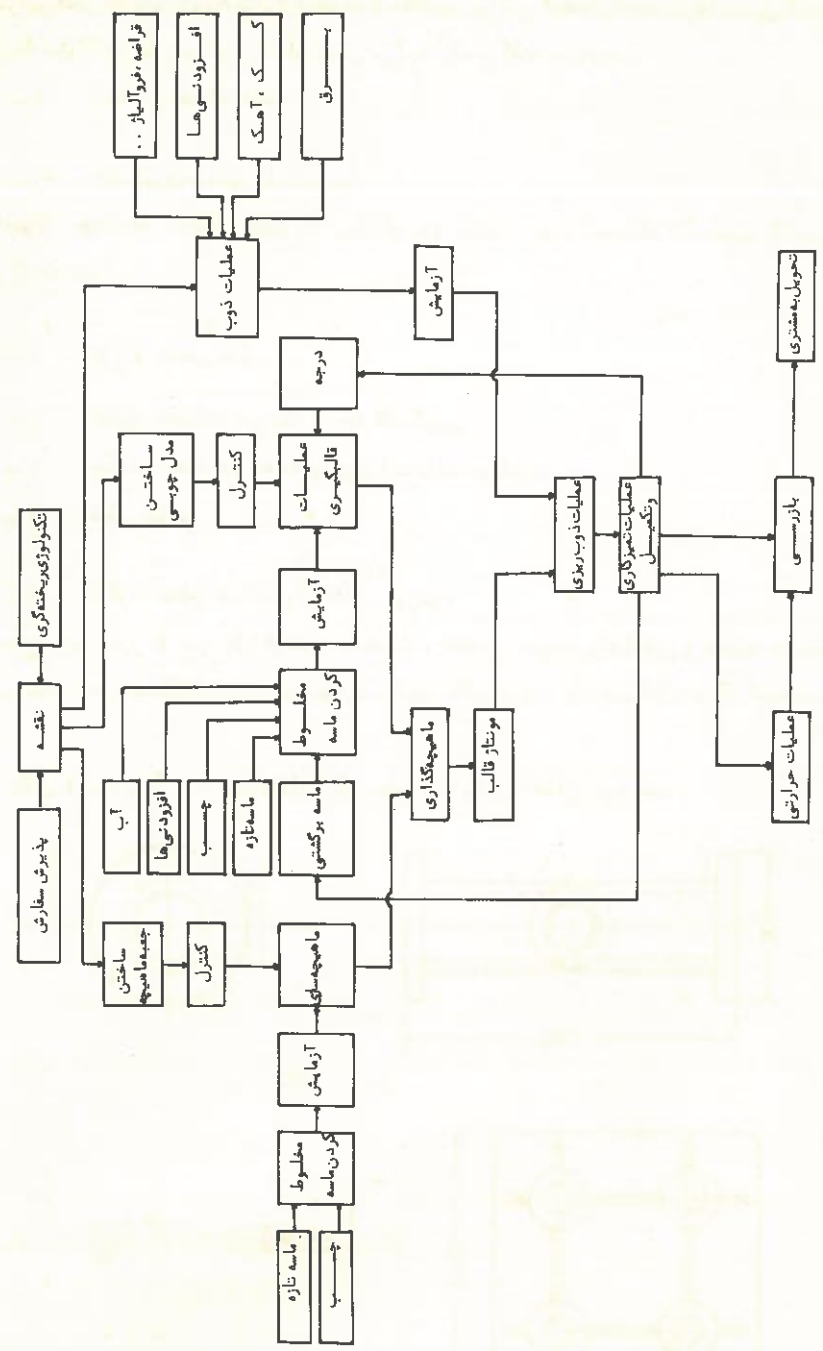 پذیرش سفارش
نقشه
تکنولوژی ریخته‌گری
ساختن
جعبه ماهیچه
کنترل
ساختن
مدل چوبی
کنترل
قراضه، فروآلیاژ ..
افزودنی‌ها
کک، آهک
برق
عملیات ذوب
آزمایش
ماسه تازه
چسب
مخلوط
کردن ماسه
آزمایش
ماهیچه‌سازی
آب
افزودنی‌ها
چسب
ماسه تازه
ماسه برگشتی
مخلوط
کردن ماسه
آزمایش
عملیات
قالبگیری
درجه
ماهیچه‌گذاری
مونتاژ قالب
عملیات ذوب ریزی
عملیات تمیزکاری
و تکمیل
عملیات حرارتی
بازرسی
تحویل به مشتری